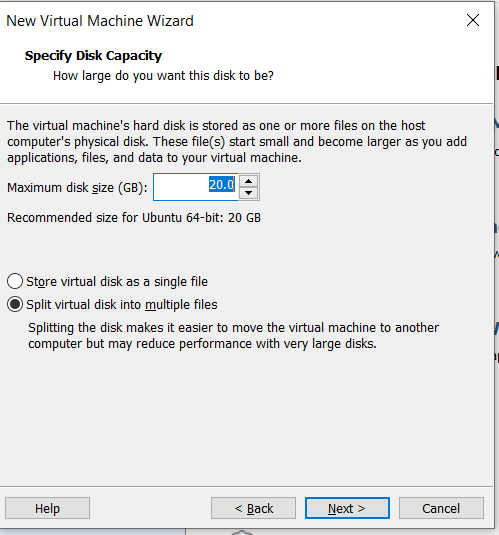 New Virtual Machine Wizard
Specify Disk Capacity
How large do you want this disk to be?
The virtual machine's hard disk is stored as one or more files on the host
computer's physical disk. These file(s) start small and become larger as you add
applications, files, and data to your virtual machine.
Maximum disk size (GB): 20.0
Recommended size for Ubuntu 64-bit: 20 GB
Store virtual disk as a single file
Split virtual disk into multiple files
Splitting the disk makes it easier to move the virtual machine to another
computer but may reduce performance with very large disks.
Help < Back Next > Cancel